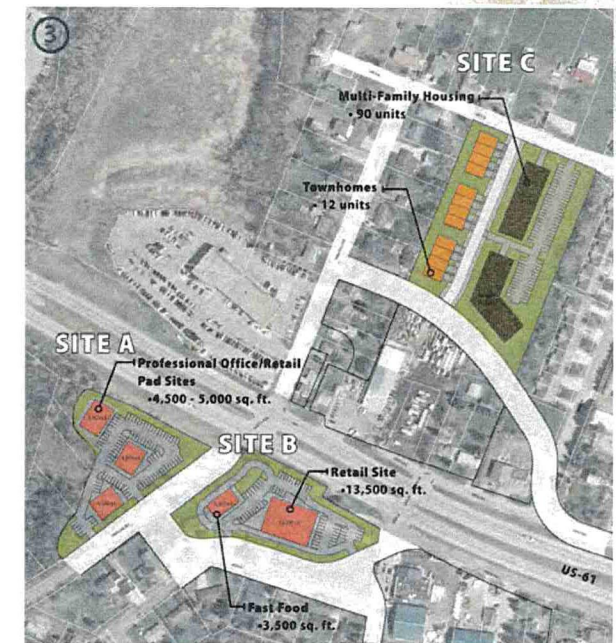 3
SITE C
Multi-Family Housing
• 90 units
Townhomes
- 12 units
SITE A
Professional Office/Retail
Pad Sites
•4,500 - 5,000 sq. ft.
SITE B
Retail Site
•13,500 sq. ft.
US-61
Fast Food
•3,500 sq. ft.